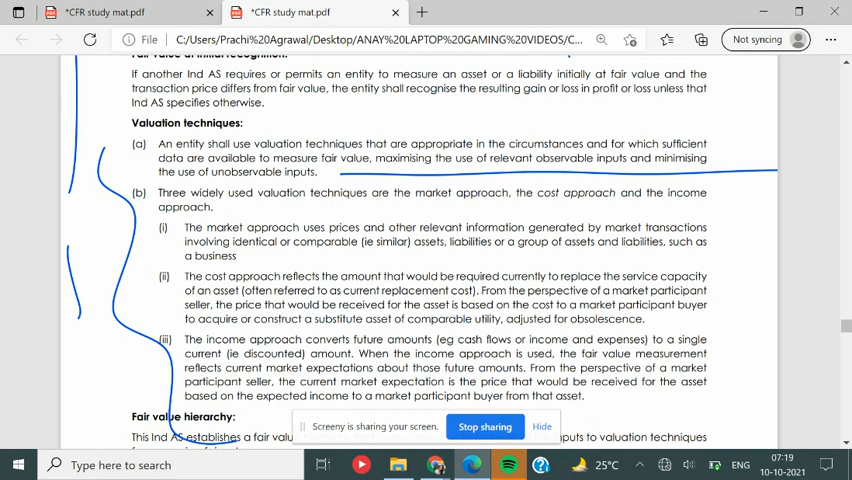 *CFR study mat.pdf
*CFR study mat.pdf
File
C:/Users/Prachi%20Agrawal/Desktop/ANAY%20LAPTOP%20GAMING%20VIDEOS/C...
Not syncing
Fair value at initial recognition:
If another Ind AS requires or permits an entity to measure an asset or a liability initially at fair value and the
transaction price differs from fair value, the entity shall recognise the resulting gain or loss in profit or loss unless that
Ind AS specifies otherwise.
Valuation techniques:
(a) An entity shall use valuation techniques that are appropriate in the circumstances and for which sufficient
data are available to measure fair value, maximising the use of relevant observable inputs and minimising
the use of unobservable inputs.
(b) Three widely used valuation techniques are the market approach, the cost approach and the income
approach.
(i) The market approach uses prices and other relevant information generated by market transactions
involving identical or comparable (ie similar) assets, liabilities or a group of assets and liabilities, such as
a business
(ii) The cost approach reflects the amount that would be required currently to replace the service capacity
of an asset (often referred to as current replacement cost). From the perspective of a market participant
seller, the price that would be received for the asset is based on the cost to a market participant buyer
to acquire or construct a substitute asset of comparable utility, adjusted for obsolescence.
(iii) The income approach converts future amounts (eg cash flows or income and expenses) to a single
current (ie discounted) amount. When the income approach is used, the fair value measurement
reflects current market expectations about those future amounts. From the perspective of a market
participant seller, the current market expectation is the price that would be received for the asset
based on the expected income to a market participant buyer from that asset.
Fair value hierarchy:
This Ind AS establishes a fair valu
nputs to valuation techniques
Screeny is sharing your screen.
Stop sharing
Hide
Type here to search
25°C
ENG
07:19
10-10-2021